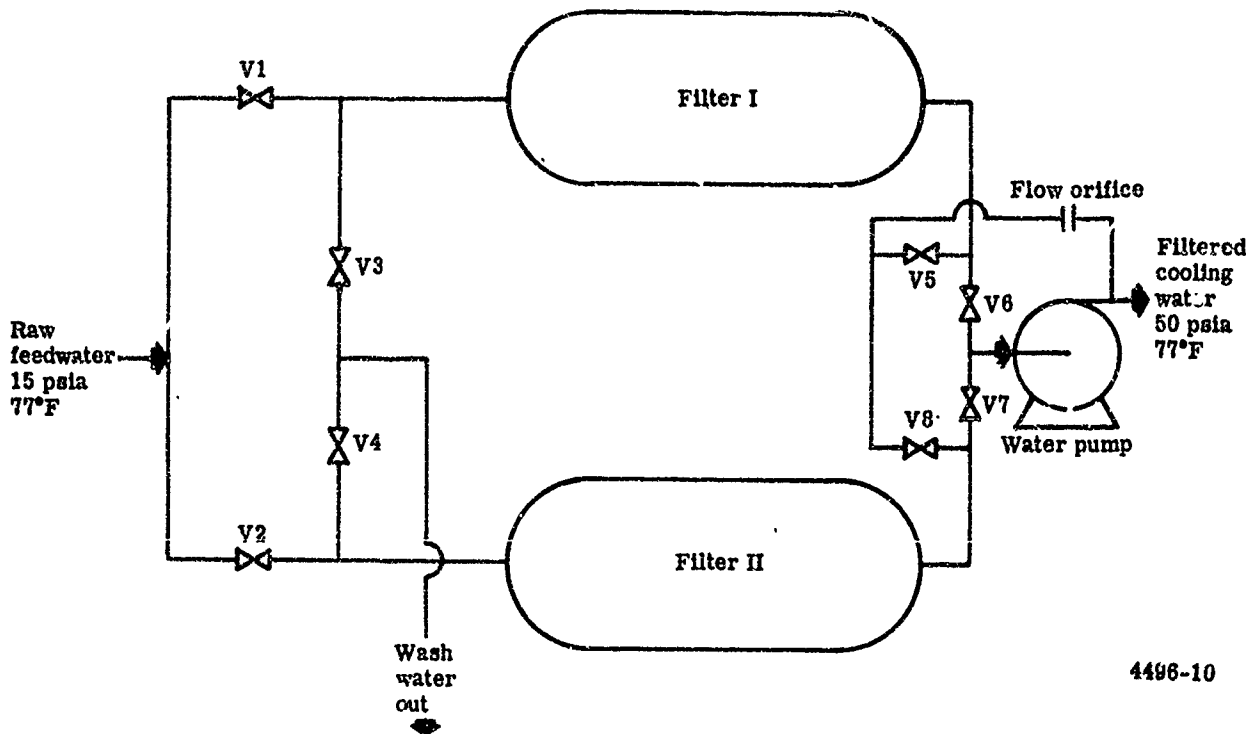 V1
Filter I
Flow orifice
V3
V5
V6
Filtered
cooling
water
50 psia
77°F
Raw
feedwater
15 psia
77°F
V4
V8
V7
Water pump
V2
Filter II
Wash
water
out
4496-10